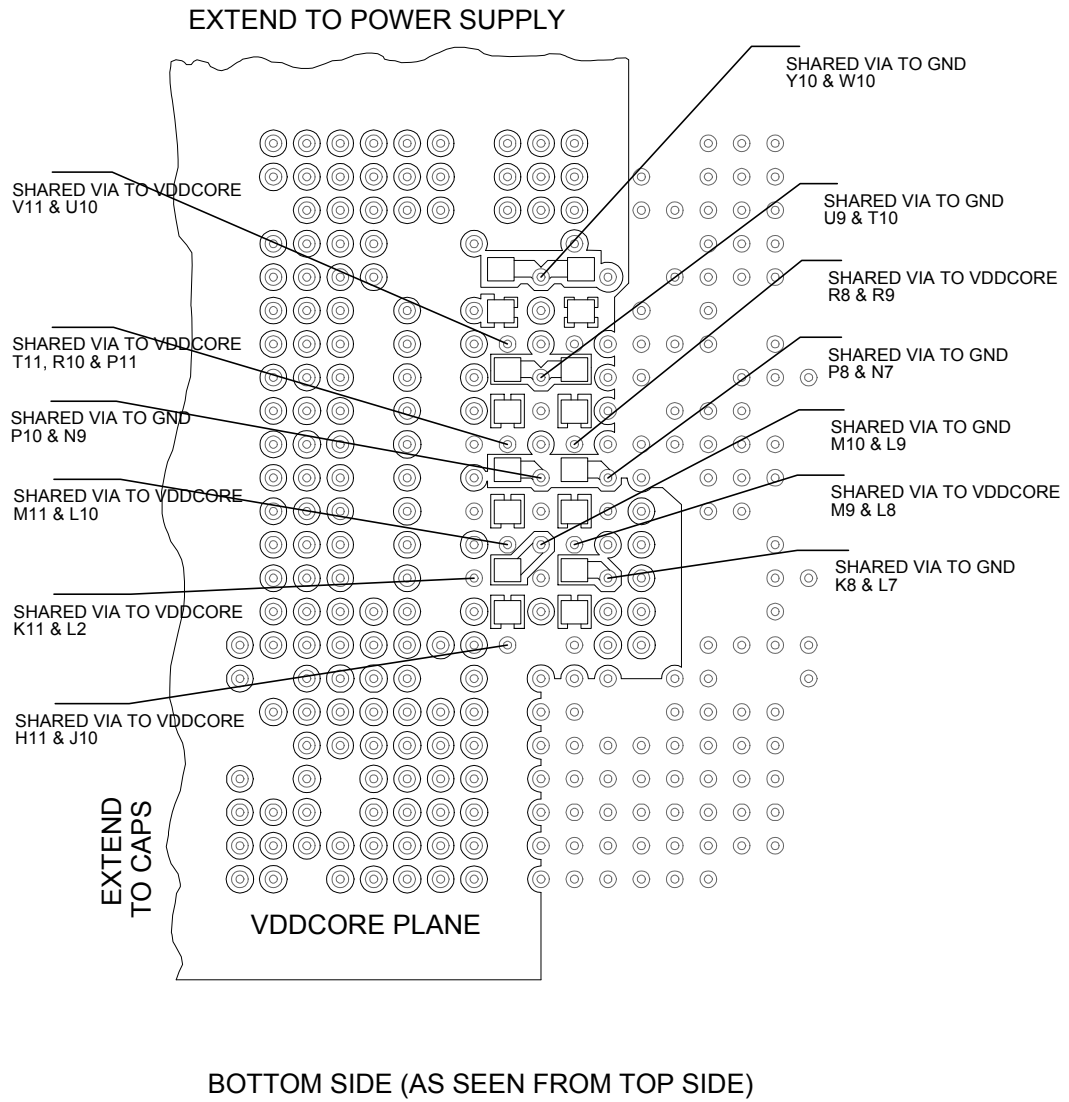 EXTEND TO POWER SUPPLY
SHARED VIA TO GND
Y10 & W10
SHARED VIA TO VDDCORE
V11 & U10
SHARED VIA TO GND
U9 & T10
SHARED VIA TO VDDCORE
R8 & R9
SHARED VIA TO VDDCORE
T11, R10 & P11
SHARED VIA TO GND
P8 & N7
SHARED VIA TO GND
P10 & N9
SHARED VIA TO GND
M10 & L9
SHARED VIA TO VDDCORE
M11 & L10
SHARED VIA TO VDDCORE
M9 & L8
SHARED VIA TO GND
K8 & L7
SHARED VIA TO VDDCORE
K11 & L2
SHARED VIA TO VDDCORE
H11 & J10
EXTEND
TO CAPS
VDDCORE PLANE
BOTTOM SIDE (AS SEEN FROM TOP SIDE)